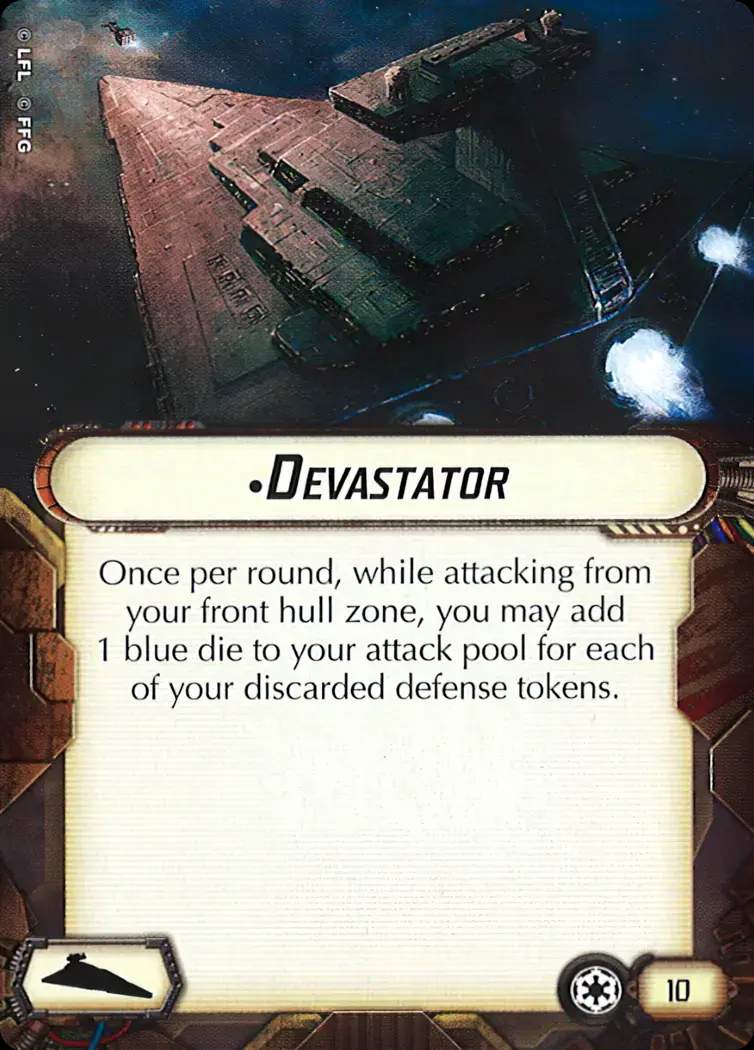 © LFL © FFG
•DEVASTATOR
Once per round, while attacking from
your front hull zone, you may add
1 blue die to your attack pool for each
of your discarded defense tokens.
10